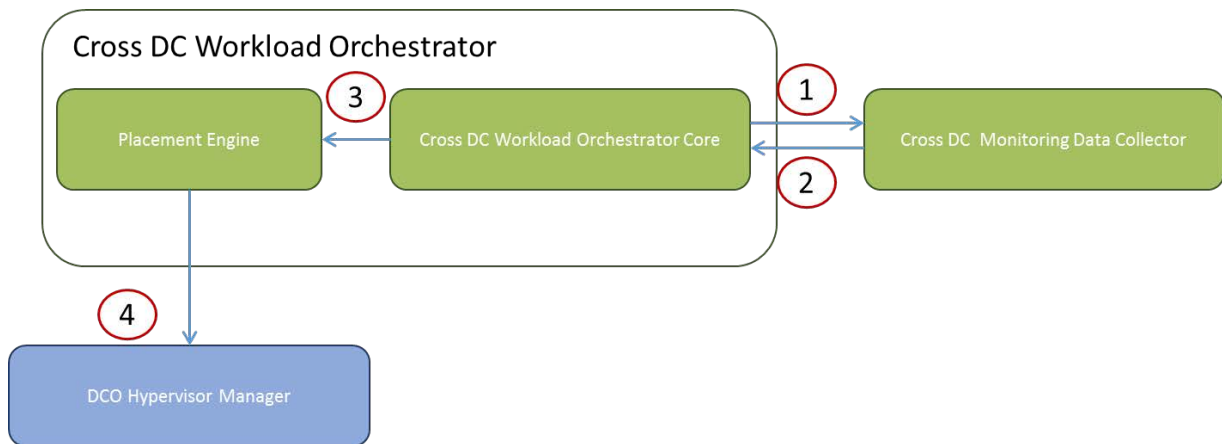 Cross DC Workload Orchestrator
3
1
Placement Engine
Cross DC Workload Orchestrator Core
Cross DC Monitoring Data Collector
2
4
DCO Hypervisor Manager